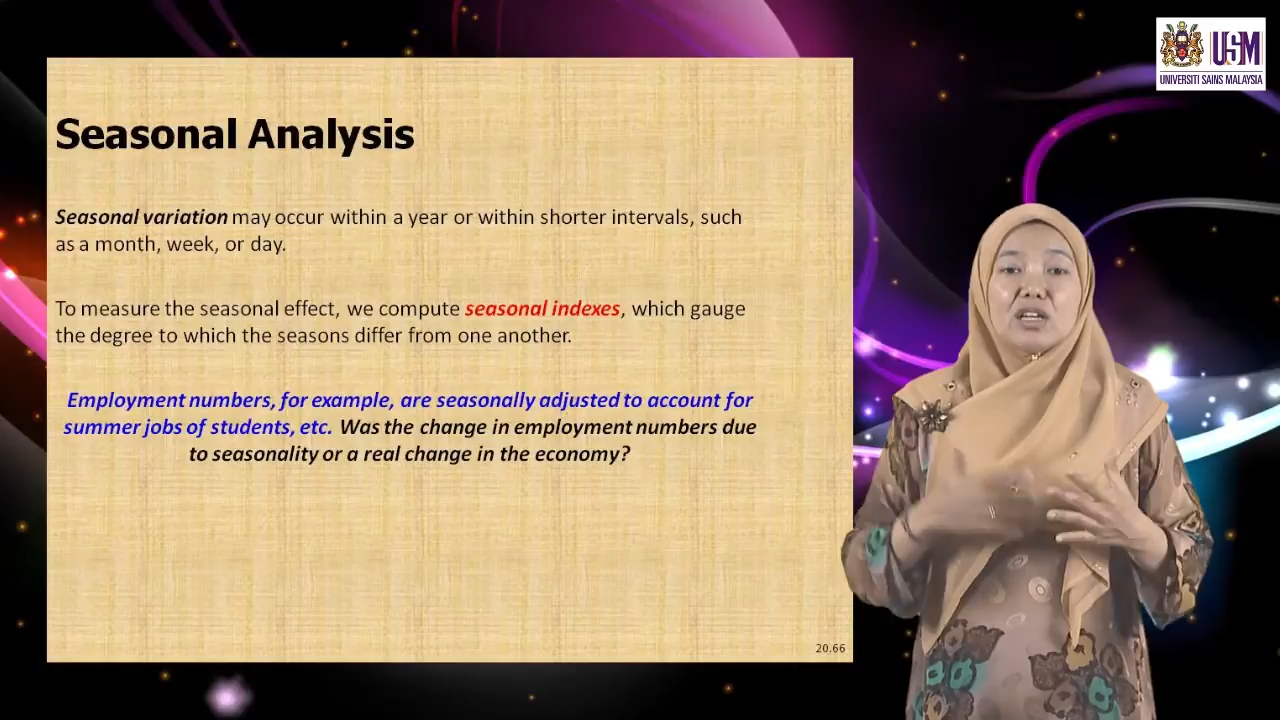 USM
UNIVERSITI SAINS MALAYSIA
Seasonal Analysis
Seasonal variation may occur within a year or within shorter intervals, such
as a month, week, or day.
To measure the seasonal effect, we compute seasonal indexes, which gauge
the degree to which the seasons differ from one another.
Employment numbers, for example, are seasonally adjusted to account for
summer jobs of students, etc. Was the change in employment numbers due
to seasonality or a real change in the economy?
20.66